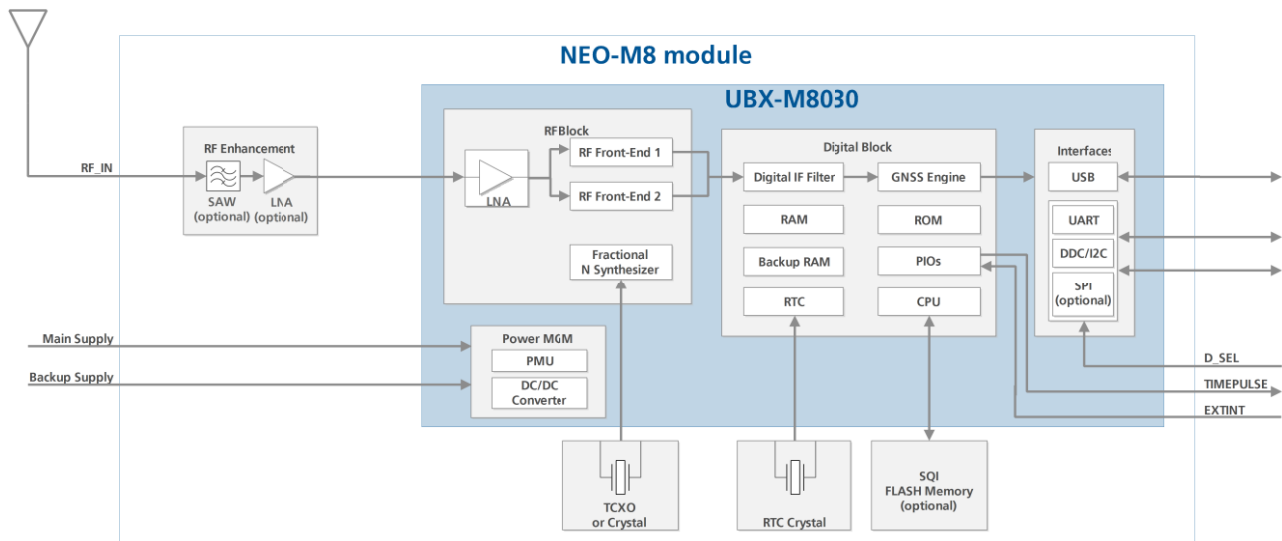 NEO-M8 module
UBX-M8030
RF_IN
RF Enhancement
SAW
(optional)
LNA
(optional)
RFBlock
LNA
RF Front-End 1
RF Front-End 2
Fractional
N Synthesizer
Digital Block
Digital IF Filter
GNSS Engine
RAM
ROM
Backup RAM
PIOs
RTC
CPU
Interfaces
USB
UART
DDC/I2C
SPI
(optional)
Main Supply
Backup Supply
Power MGM
PMU
DC/DC
Converter
D_SEL
TIMEPULSE
EXTINT
TCXO
or Crystal
RTC Crystal
SQI
FLASH Memory
(optional)